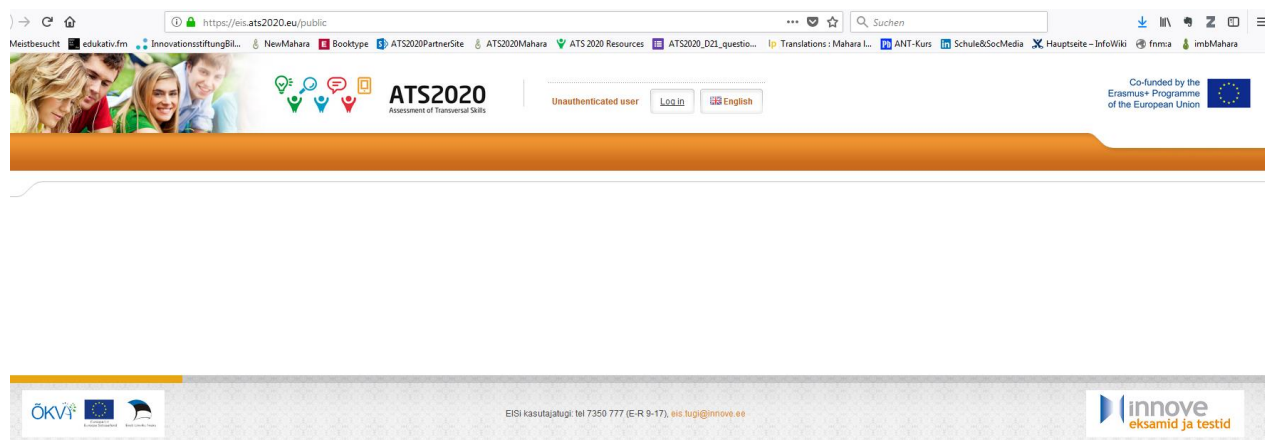 https://eis.ats2020.eu/public
Suchen
Meistbesucht edukativ.fm InnovationsstiftungBil... NewMahara Booktype ATS2020PartnerSite ATS2020Mahara ATS 2020 Resources ATS2020_D21_questio... Translations : Mahara l... ANT-Kurs Schule&SocMedia Hauptseite – InfoWiki fnm:a imbMahara
ATS2020
Assessment of Transversal Skills
Unauthenticated user Log in English
Co-funded by the
Erasmus+ Programme
of the European Union
EISi kasutajatugi: tel 7350 777 (E-R 9-17), eis.tugi@innove.ee
innove
eksamid ja testid